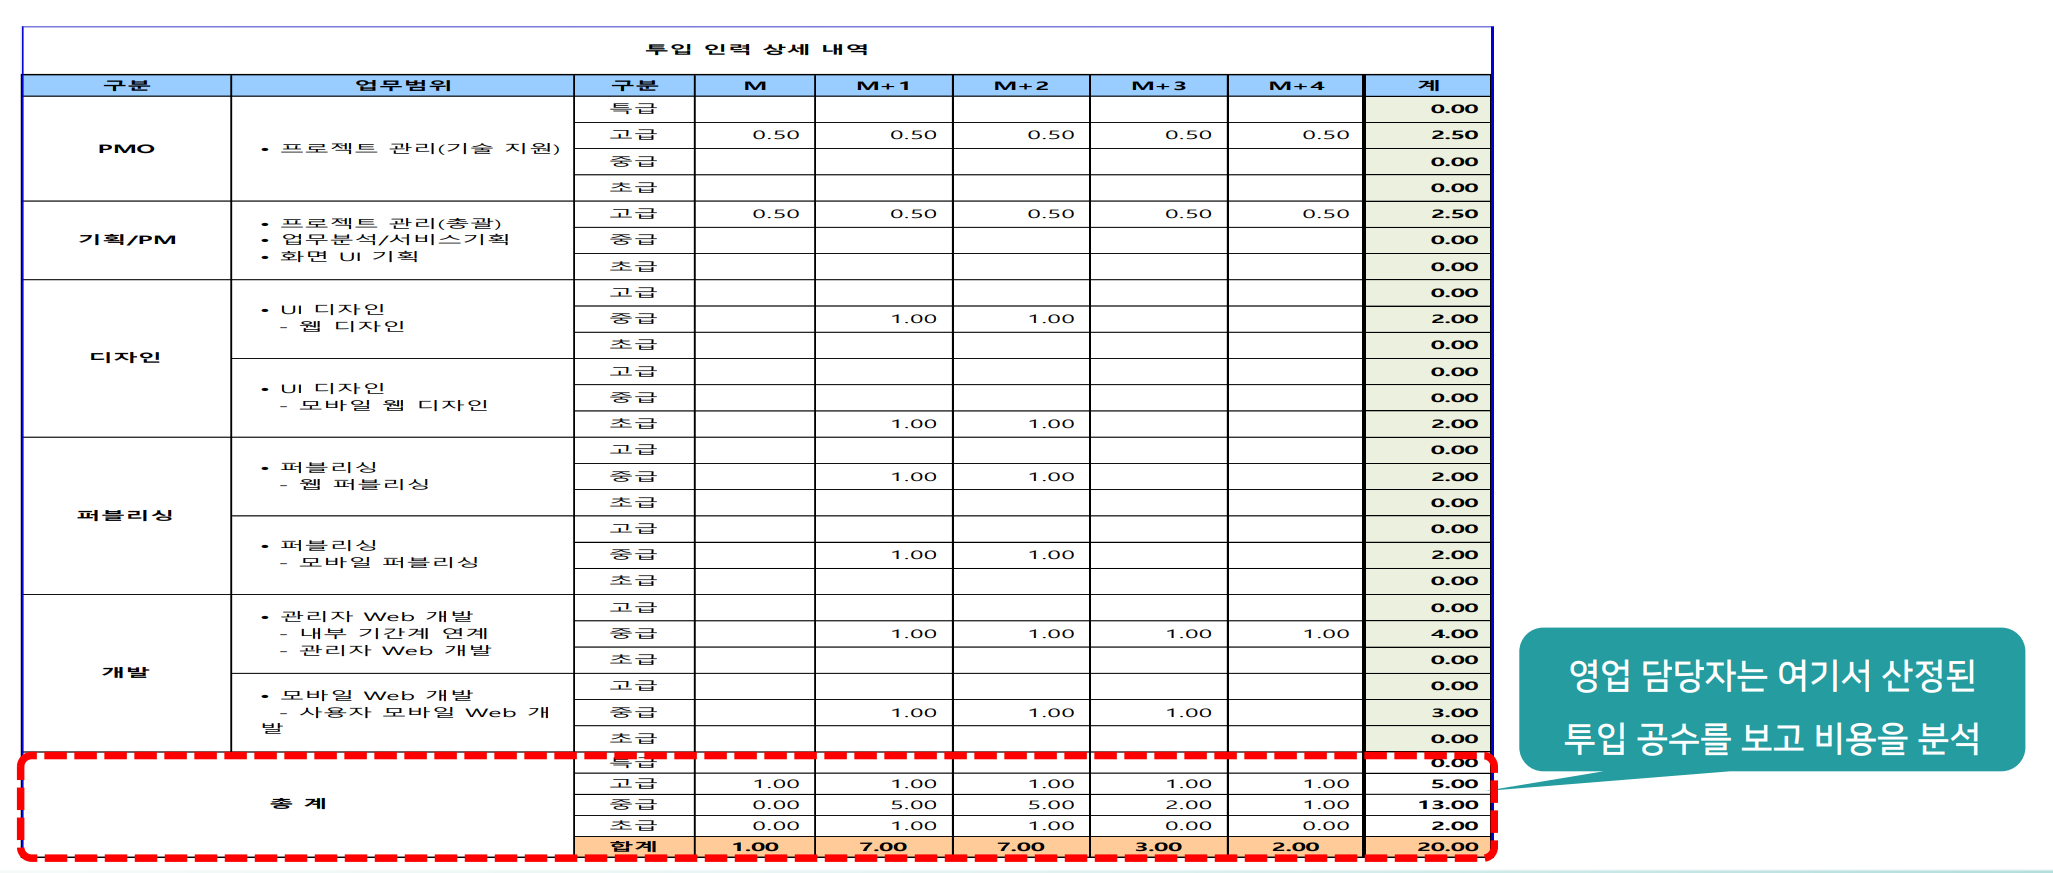 투입 인력 상세 내역
구분 업무범위 구분 M M+1 M+2 M+3 M+4 계
PMO
• 프로젝트 관리(기술 지원)
특급 0.00
고급 0.50 0.50 0.50 0.50 0.50 2.50
중급 0.00
초급 0.00
기획/PM
• 프로젝트 관리(총괄)
• 업무분석/서비스기획
• 화면 UI 기획
고급 0.50 0.50 0.50 0.50 0.50 2.50
중급 0.00
초급 0.00
디자인
• UI 디자인
- 웹 디자인
고급 0.00
중급 1.00 1.00 2.00
초급 0.00
• UI 디자인
- 모바일 웹 디자인
고급 0.00
중급 0.00
초급 1.00 1.00 2.00
퍼블리싱
• 퍼블리싱
- 웹 퍼블리싱
고급 0.00
중급 1.00 1.00 2.00
초급 0.00
• 퍼블리싱
- 모바일 퍼블리싱
고급 0.00
중급 1.00 1.00 2.00
초급 0.00
개발
• 관리자 Web 개발
- 내부 기간계 연계
- 관리자 Web 개발
고급 0.00
중급 1.00 1.00 1.00 1.00 4.00
초급 0.00
• 모바일 Web 개발
- 사용자 모바일 Web 개
발
고급 0.00
중급 1.00 1.00 1.00 3.00
초급 0.00
총 계
특급 0.00
고급 1.00 1.00 1.00 1.00 1.00 5.00
중급 0.00 5.00 5.00 2.00 1.00 13.00
초급 0.00 1.00 1.00 0.00 0.00 2.00
합계 1.00 7.00 7.00 3.00 2.00 20.00
영업 담당자는 여기서 산정된
투입 공수를 보고 비용을 분석